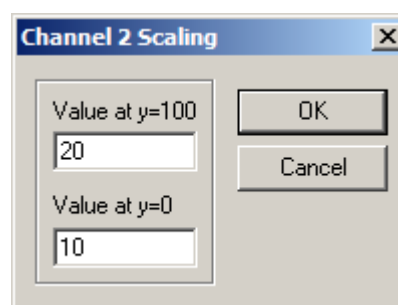 Channel 2 Scaling
Value at y=100
20
Value at y=0
10
OK
Cancel